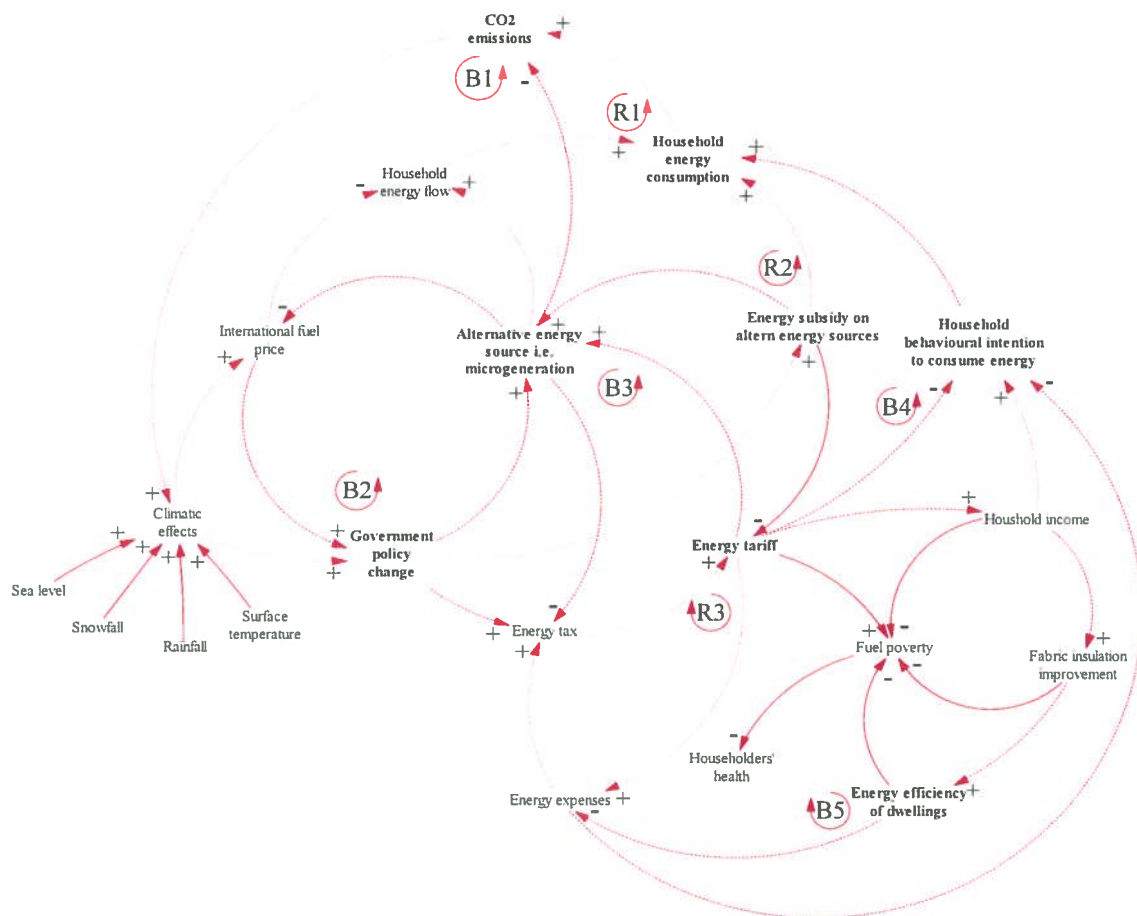 CO2
emissions
+
B1
-
R1
+
Household
energy
consumption
+
+
Household
energy flow
-
+
R2
-
International fuel
price
+
Alternative energy
source i.e.
microgeneration
+
+
+
Energy subsidy on
altern energy sources
+
Household
behavioural intention
to consume energy
-
+
-
B3
B4
B2
+
Climatic
effects
+
+
+
+
Sea level
Snowfall
Rainfall
Surface
temperature
+
Government
policy
change
+
-
Energy tariff
+
+
Houshold income
R3
-
+
Energy tax
+
+
-
Fuel poverty
-
-
+
Fabric insulation
improvement
-
Householders'
health
Energy expenses
+
-
B5
Energy efficiency
of dwellings
+